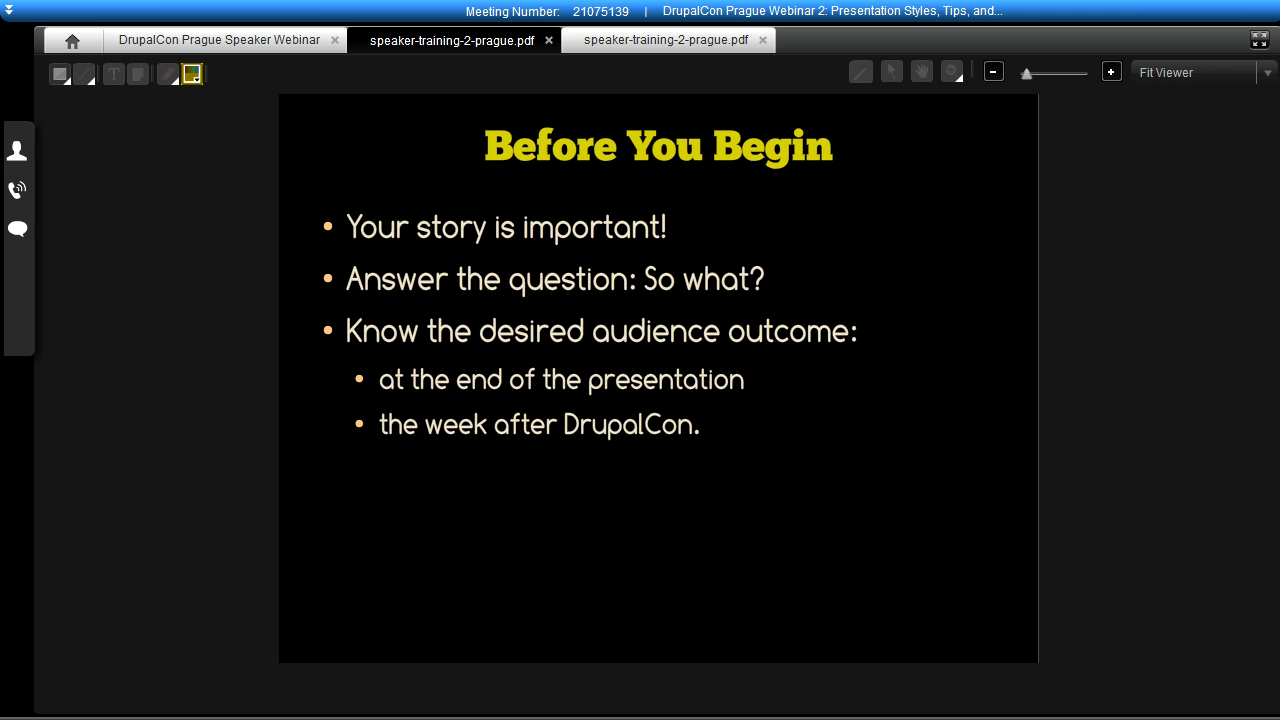 Meeting Number: 21075139 | DrupalCon Prague Webinar 2: Presentation Styles, Tips, and...
DrupalCon Prague Speaker Webinar × speaker-training-2-prague.pdf × speaker-training-2-prague.pdf ×
T Fit Viewer
Before You Begin
• Your story is important!
• Answer the question: So what?
• Know the desired audience outcome:
• at the end of the presentation
• the week after DrupalCon.